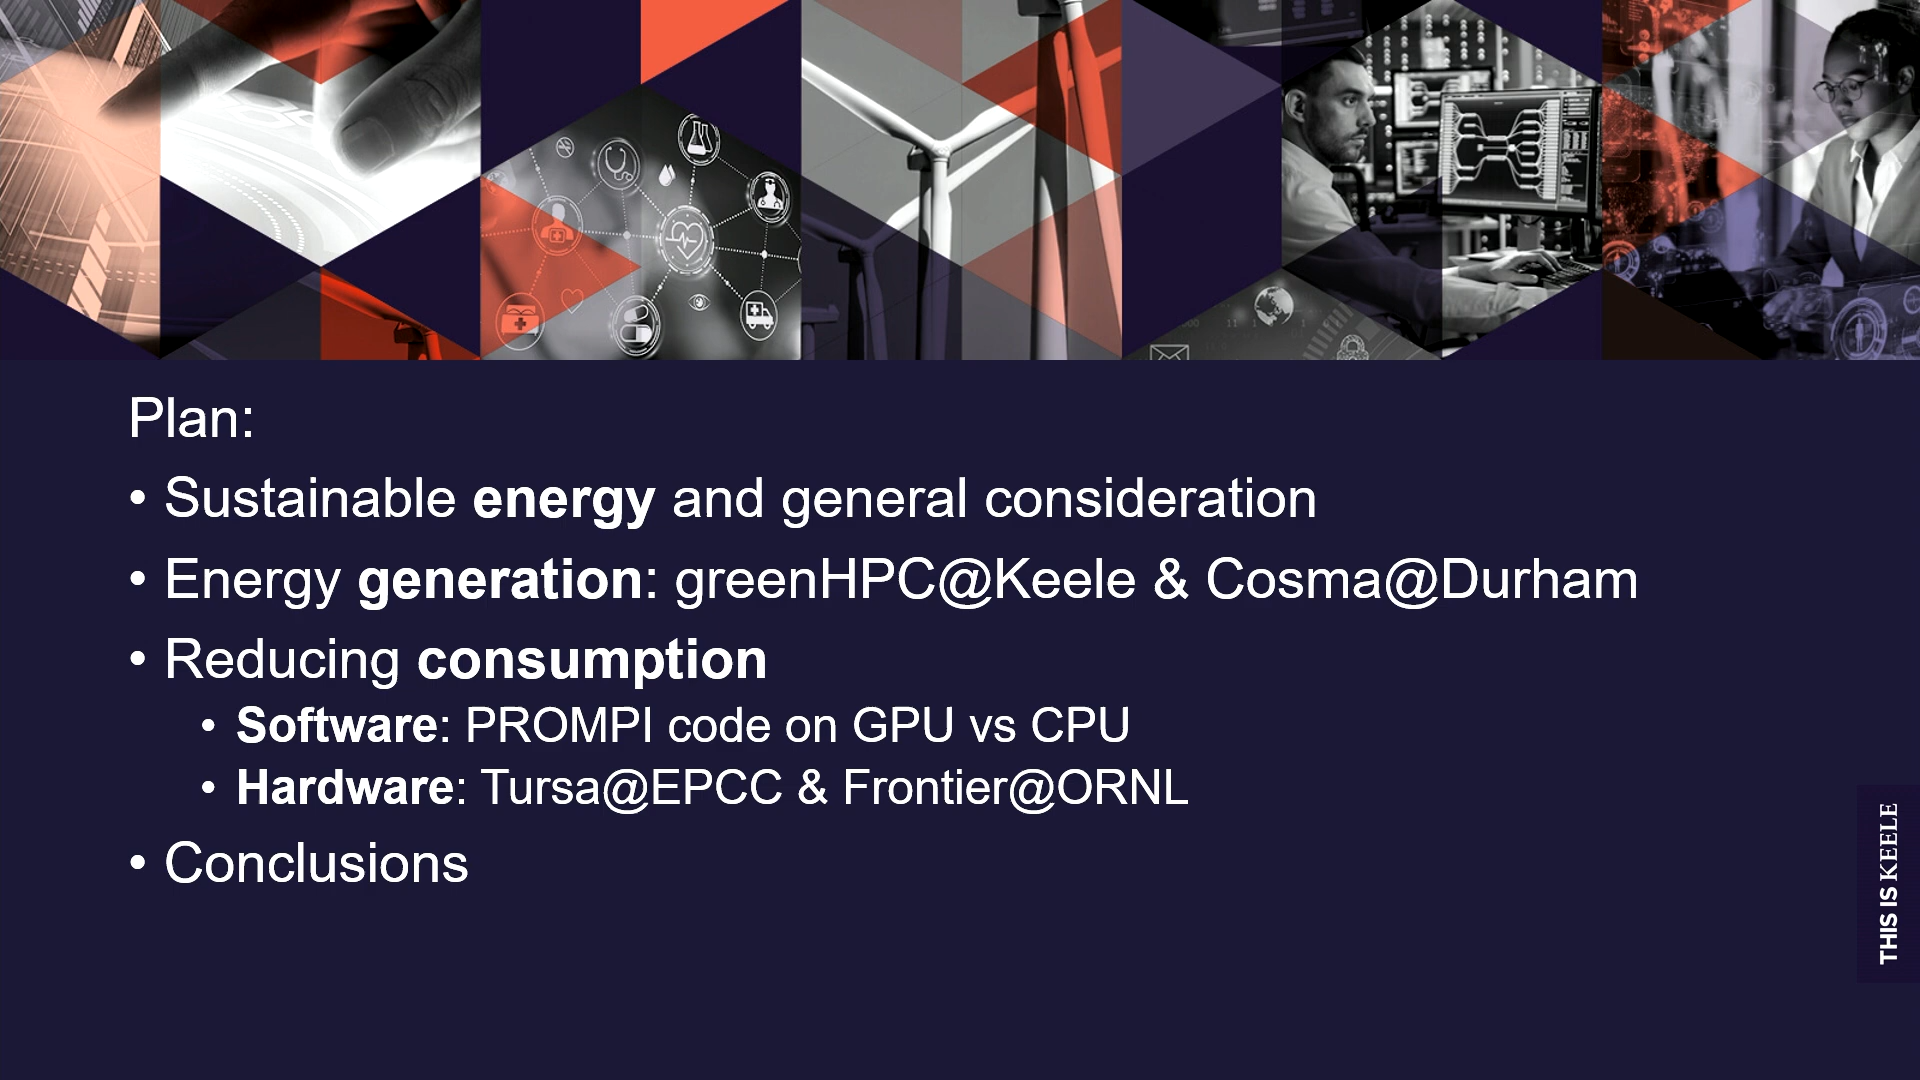 Plan:
• Sustainable energy and general consideration
• Energy generation: greenHPC@Keele & Cosma@Durham
• Reducing consumption
• Software: PROMPI code on GPU vs CPU
• Hardware: Tursa@EPCC & Frontier@ORNL
• Conclusions
THIS IS KEELE